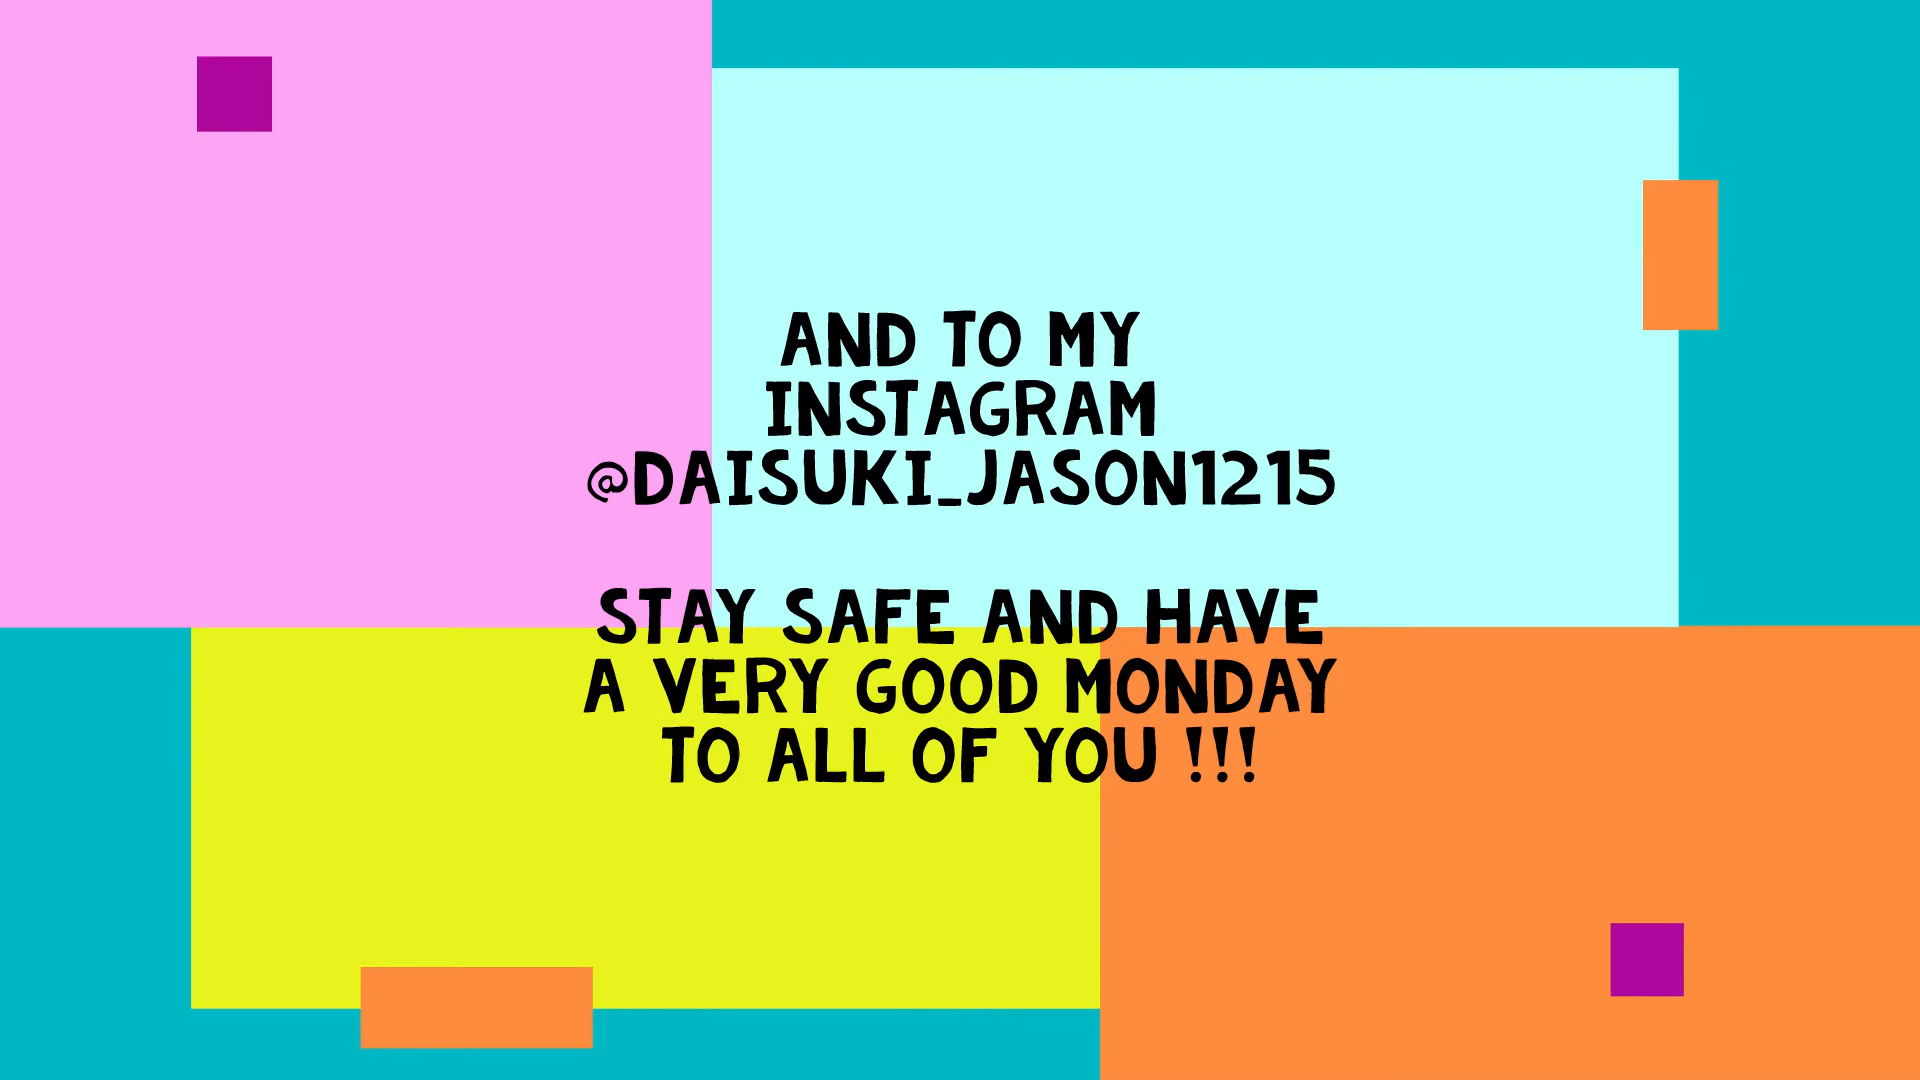 AND TO MY
INSTAGRAM
@DAISUKI_JASON1215
STAY SAFE AND HAVE
A VERY GOOD MONDAY
TO ALL OF YOU !!!